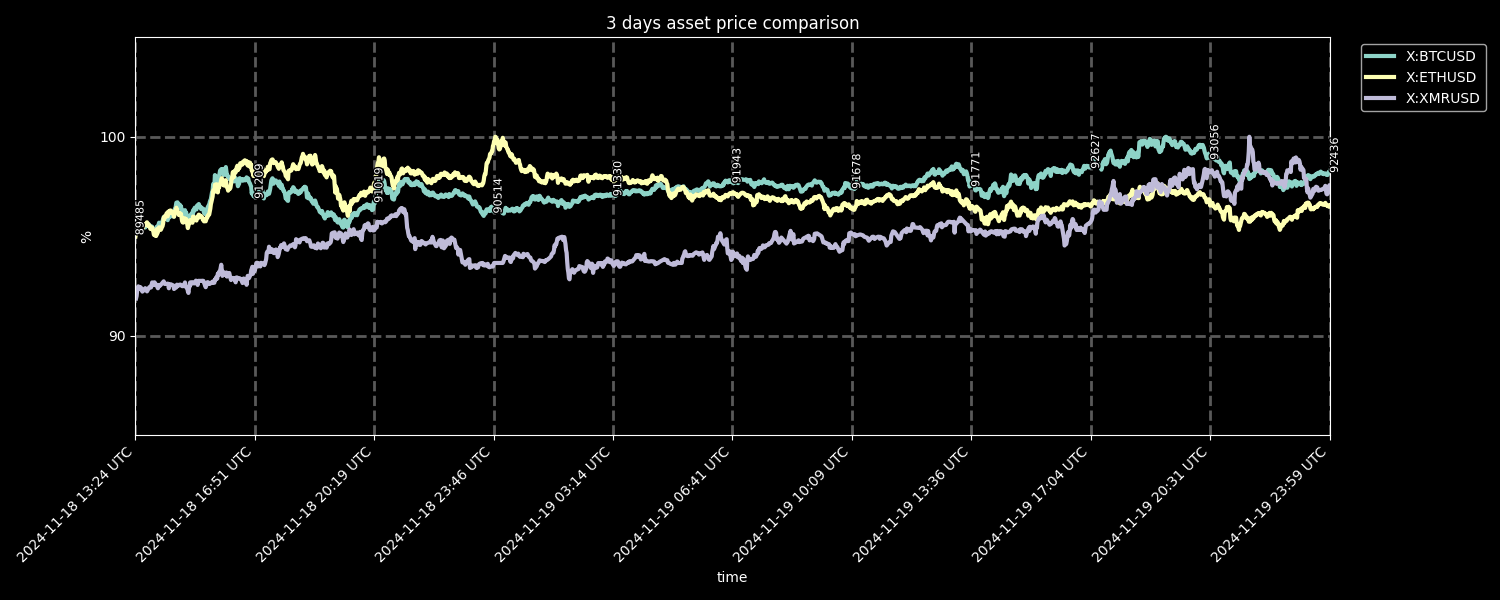 3 days asset price comparison
X:BTCUSD
X:ETHUSD
X:XMRUSD
%
100
90
89485
91209
91019
90514
91330
91943
91678
91771
92627
93056
92436
2024-11-18 13:24 UTC
2024-11-18 16:51 UTC
2024-11-18 20:19 UTC
2024-11-18 23:46 UTC
2024-11-19 03:14 UTC
2024-11-19 06:41 UTC
2024-11-19 10:09 UTC
2024-11-19 13:36 UTC
2024-11-19 17:04 UTC
2024-11-19 20:31 UTC
2024-11-19 23:59 UTC
time